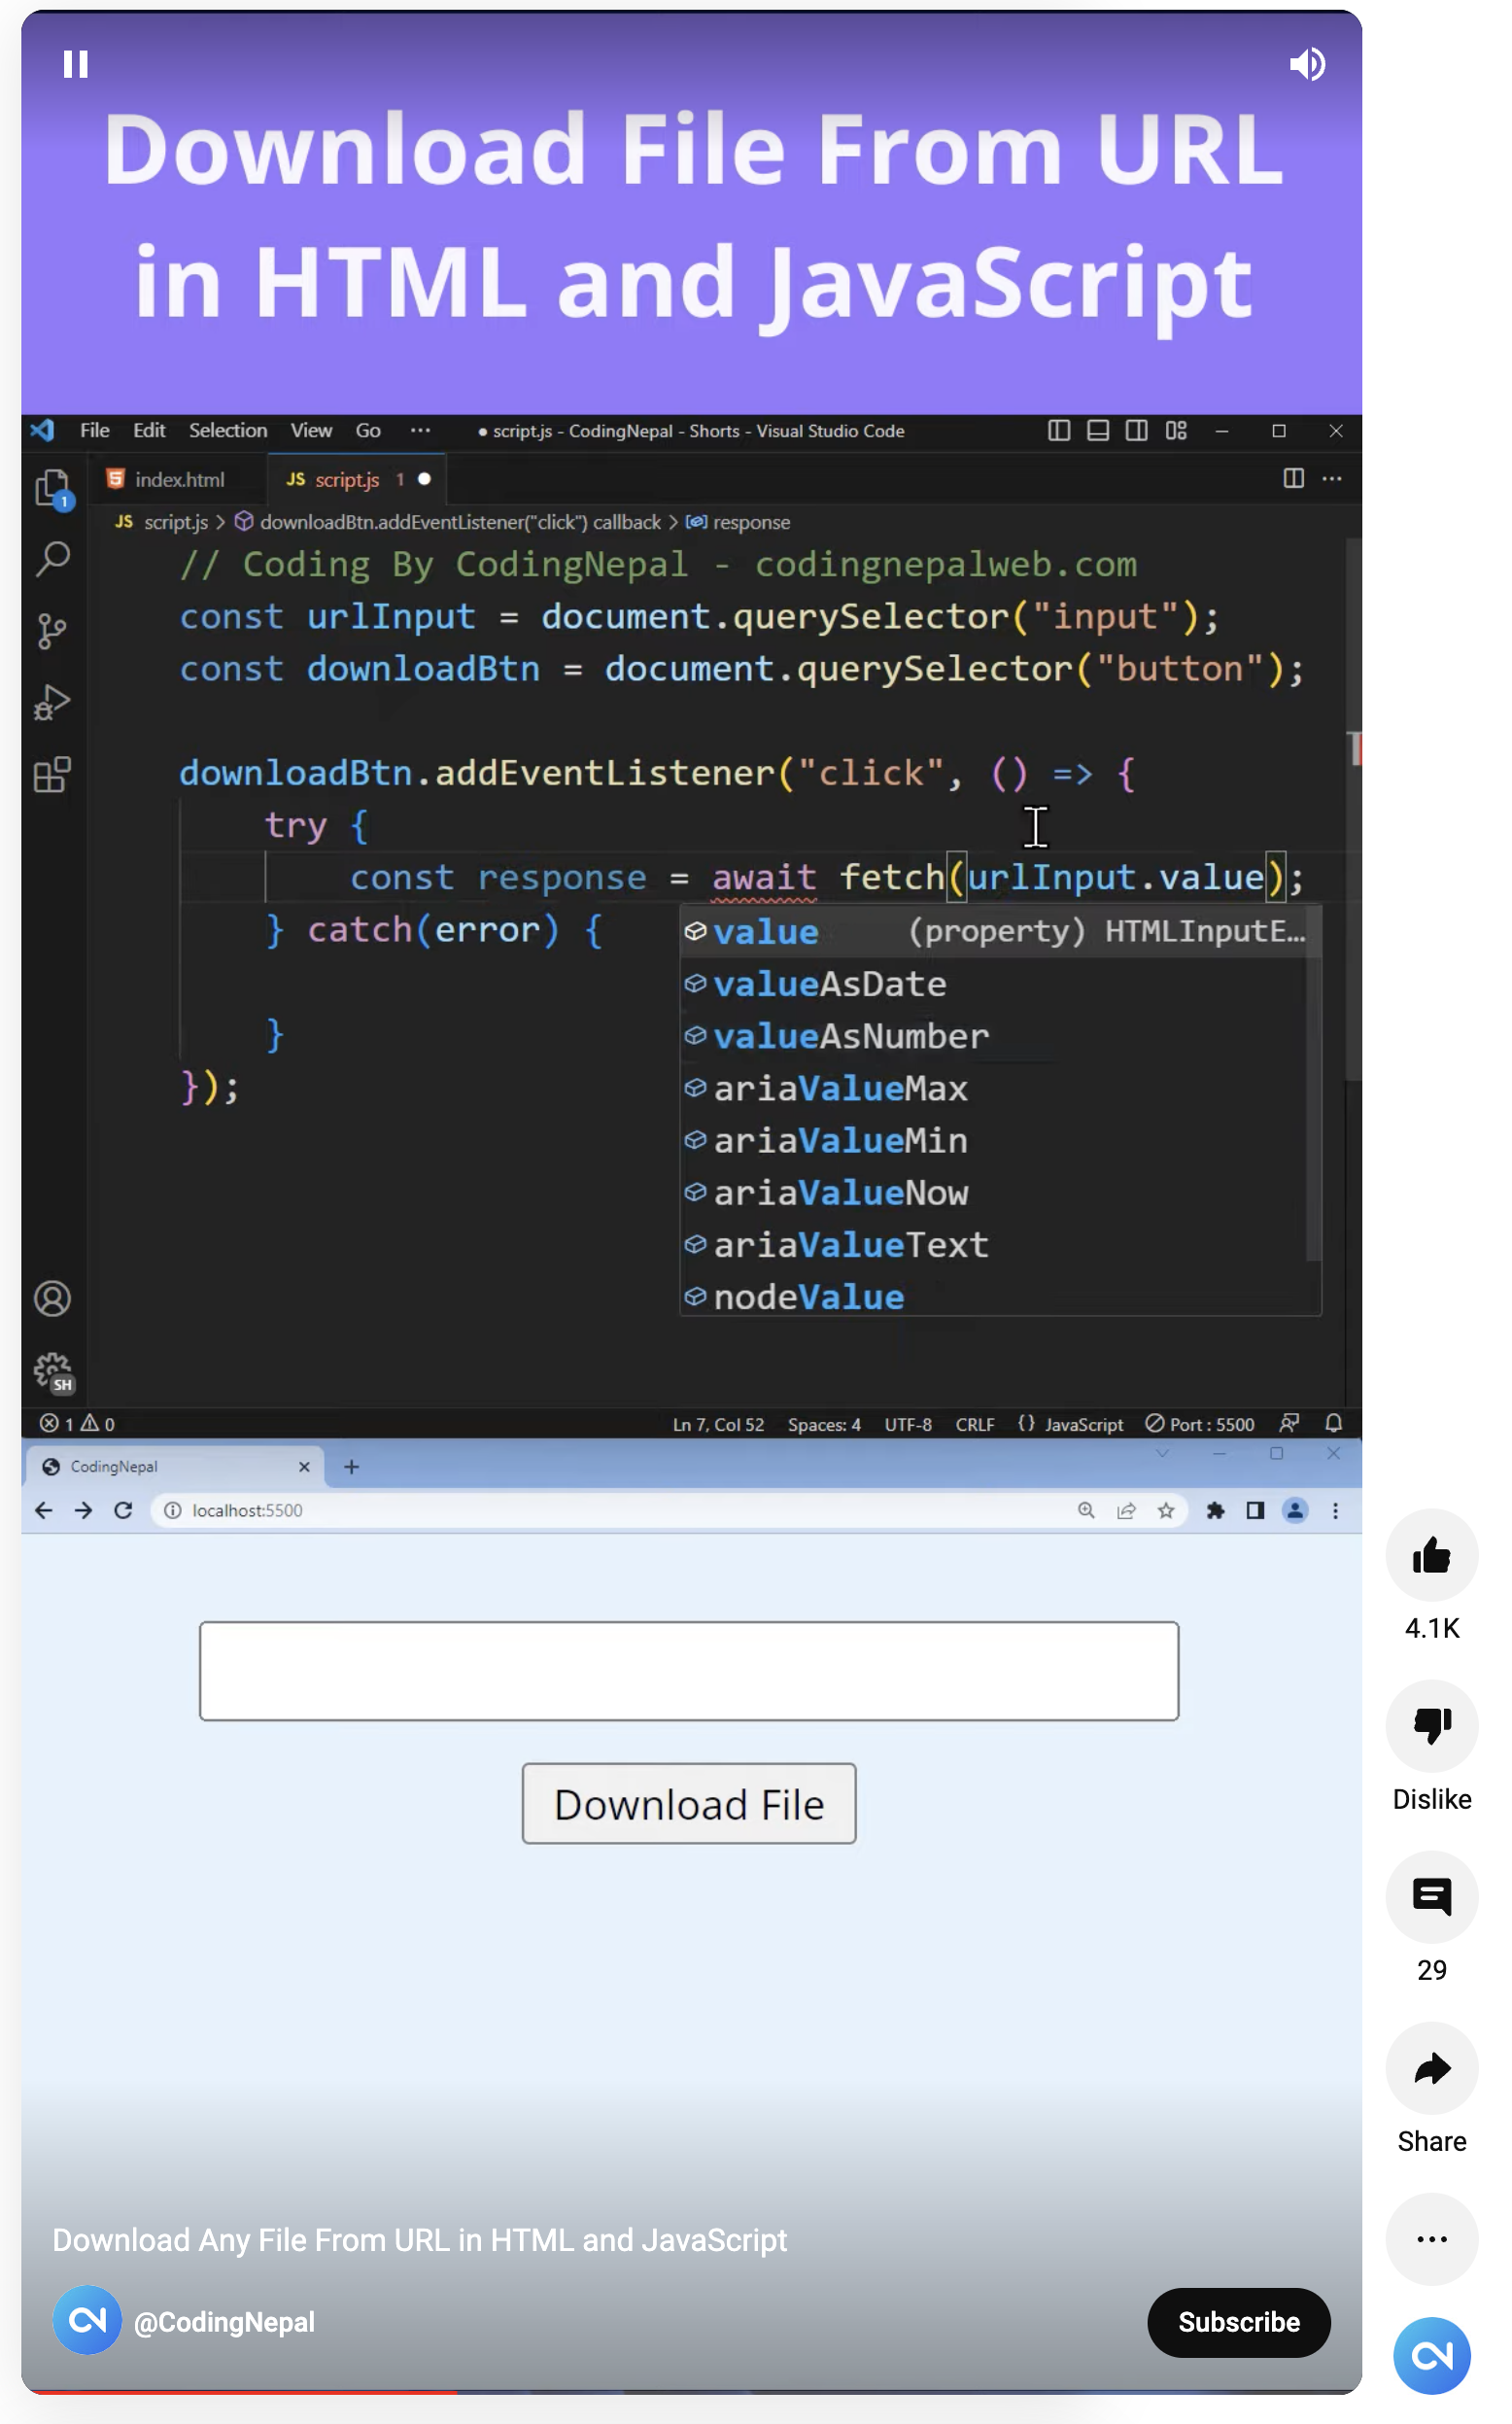 Download File From URL
in HTML and JavaScript
File Edit Selection View Go ··· ● script.js - CodingNepal - Shorts - Visual Studio Code
index.html JS script.js 1 ●
JS script.js > downloadBtn.addEventListener("click") callback > response
// Coding By CodingNepal - codingnepalweb.com
const urlInput = document.querySelector("input");
const downloadBtn = document.querySelector("button");
downloadBtn.addEventListener("click", () => {
try {
const response = await fetch(urlInput.value);
} catch(error) {
value (property) HTMLInputE…
valueAsDate
}
valueAsNumber
});
ariaValueMax
ariaValueMin
ariaValueNow
ariaValueText
nodeValue
1
SH
1 0 Ln 7, Col 52 Spaces: 4 UTF-8 CRLF {} JavaScript Port : 5500
CodingNepal
localhost:5500
Download File
Download Any File From URL in HTML and JavaScript
@CodingNepal
Subscribe
4.1K
Dislike
29
Share